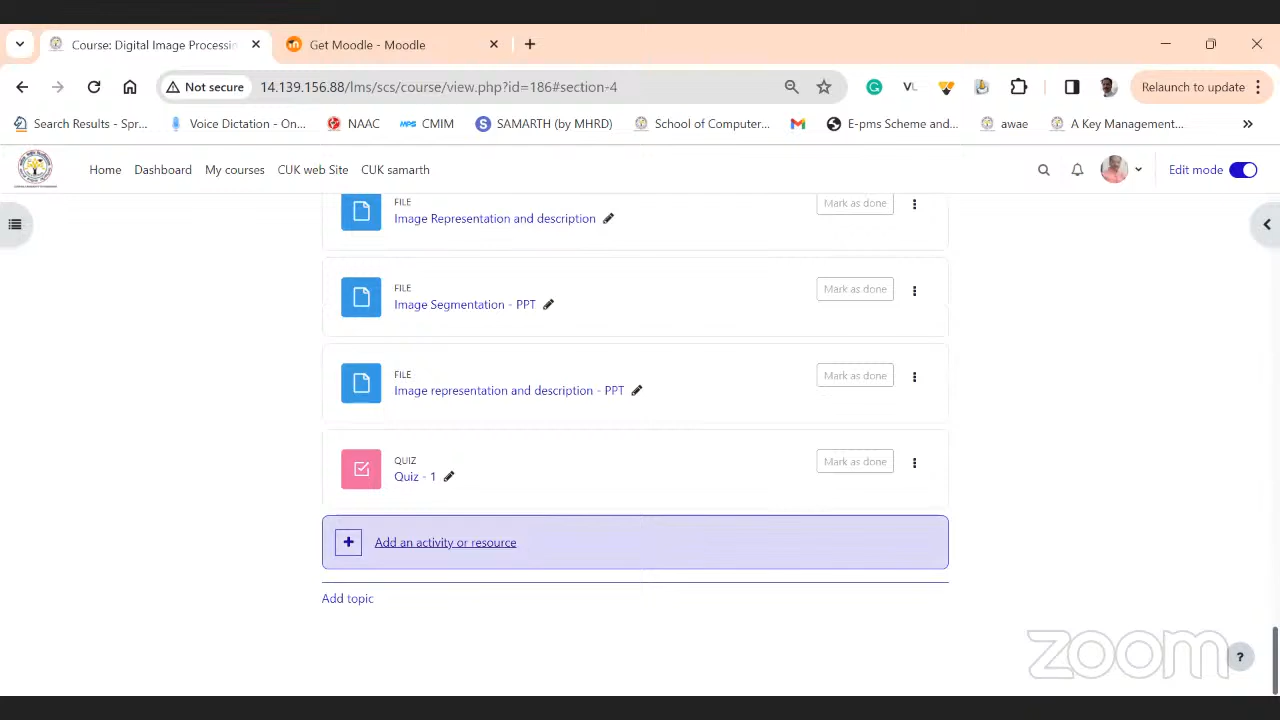 Course: Digital Image Processin
Get Moodle - Moodle
Not secure
14.139.156.88/lms/scs/course/view.php?id=186#section-4
VL
Relaunch to update
Search Results - Spr...
Voice Dictation - On...
NAAC
MPS CMIM
S SAMARTH (by MHRD)
School of Computer...
E-pms Scheme and...
awae
A Key Management...
Home
Dashboard
My courses
CUK web Site
CUK samarth
Edit mode
FILE
Image Representation and description
Mark as done
FILE
Image Segmentation - PPT
Mark as done
FILE
Image representation and description - PPT
Mark as done
QUIZ
Quiz - 1
Mark as done
Add an activity or resource
Add topic
zoom
?